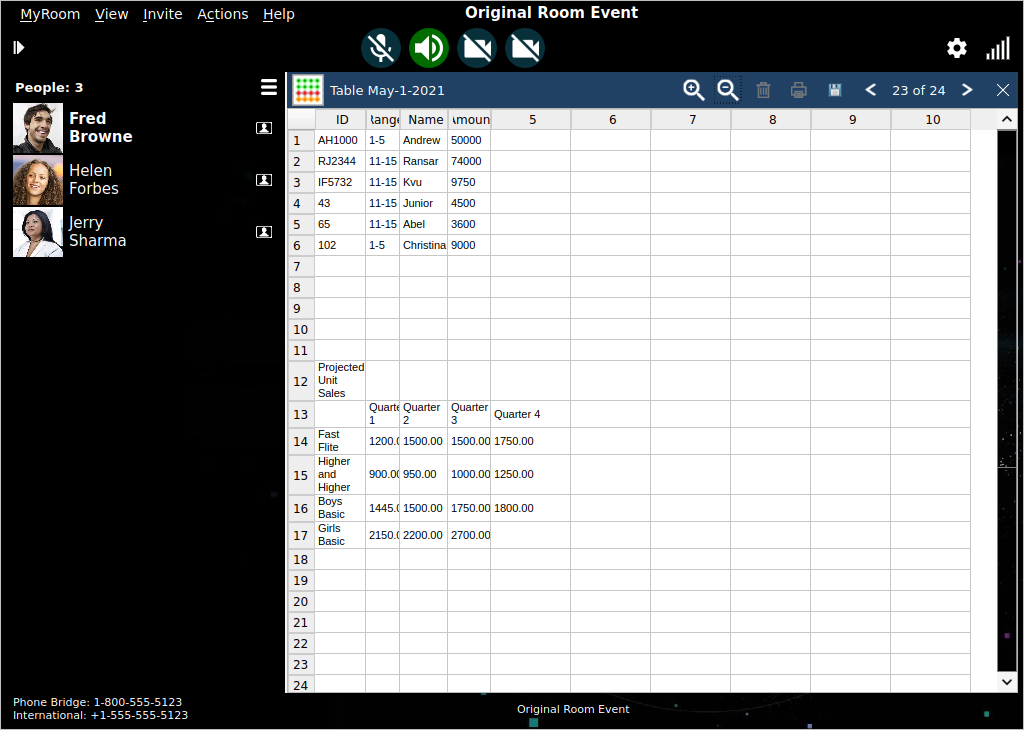 MyRoom View Invite Actions Help
Original Room Event
People: 3
Fred
Browne
Helen
Forbes
Jerry
Sharma
Table May-1-2021
23 of 24
ID Range Name Amoun 5 6 7 8 9 10
1 AH1000 1-5 Andrew 50000
2 RJ2344 11-15 Ransar 74000
3 IF5732 11-15 Kvu 9750
4 43 11-15 Junior 4500
5 65 11-15 Abel 3600
6 102 1-5 Christina 9000
7
8
9
10
11
12 Projected
Unit
Sales
13 Quarte
1 Quarter
2 Quarter
3 Quarter 4
14 Fast
Flite 1200.0 1500.00 1500.00 1750.00
15 Higher
and
Higher 900.00 950.00 1000.00 1250.00
16 Boys
Basic 1445.0 1500.00 1750.00 1800.00
17 Girls
Basic 2150.0 2200.00 2700.00
18
19
20
21
22
23
24
Phone Bridge: 1-800-555-5123
International: +1-555-555-5123
Original Room Event